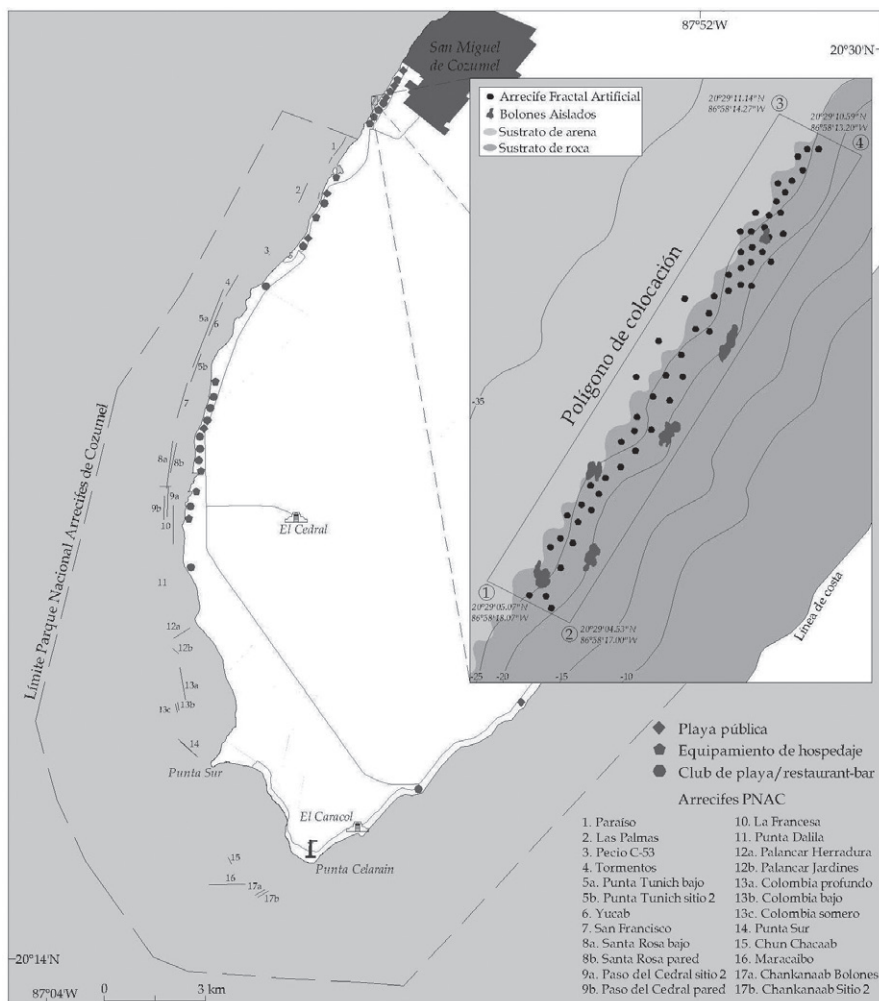 87°52'W
20°30'N
San Miguel
de Cozumel
Arrecife Fractal Artificial
Bolones Aislados
Sustrato de arena
Sustrato de roca
20°29'11.14"N
86°58'14.27"W
3
20°29'10.59"N
86°58'13.20"W
4
Polígono de colocación
-35
1
20°29'05.07"N
86°58'18.07"W
2
20°29'04.53"N
86°58'17.00"W
-25
-20
-15
-10
Línea de costa
Límite Parque Nacional Arrecifes de Cozumel
1
2
3
4
5a
6
5b
7
8a
8b
9a
9b
10
11
12a
12b
13a
13b
13c
14
15
16
17a
17b
El Cedral
Punta Sur
El Caracol
Punta Celarain
Playa pública
Equipamiento de hospedaje
Club de playa/restaurant-bar
Arrecifes PNAC
1. Paraíso
2. Las Palmas
3. Pecio C-53
4. Tormentos
5a. Punta Tunich bajo
5b. Punta Tunich sitio 2
6. Yucab
7. San Francisco
8a. Santa Rosa bajo
8b. Santa Rosa pared
9a. Paso del Cedral sitio 2
9b. Paso del Cedral pared
10. La Francesa
11. Punta Dalila
12a. Palancar Herradura
12b. Palancar Jardines
13a. Colombia profundo
13b. Colombia bajo
13c. Colombia somero
14. Punta Sur
15. Chun Chacaab
16. Maracaibo
17a. Chankanaab Bolones
17b. Chankanaab Sitio 2
20°14'N
87°04'W
0
3 km